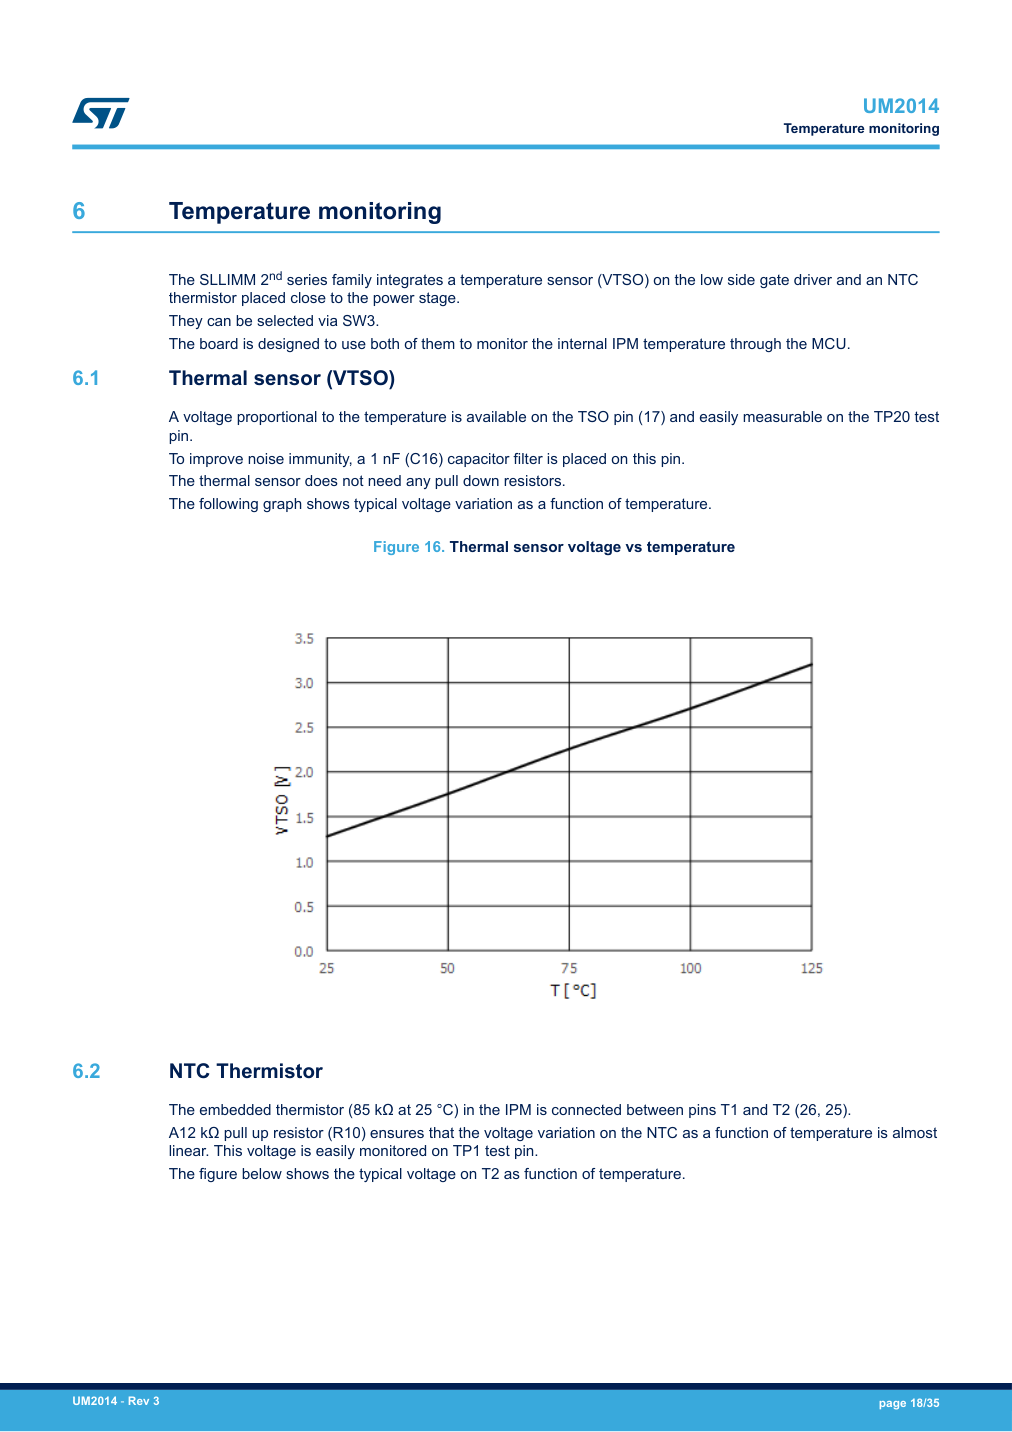 ST
UM2014
Temperature monitoring
6 Temperature monitoring
The SLLIMM 2nd series family integrates a temperature sensor (VTSO) on the low side gate driver and an NTC
thermistor placed close to the power stage.
They can be selected via SW3.
The board is designed to use both of them to monitor the internal IPM temperature through the MCU.
6.1 Thermal sensor (VTSO)
A voltage proportional to the temperature is available on the TSO pin (17) and easily measurable on the TP20 test
pin.
To improve noise immunity, a 1 nF (C16) capacitor filter is placed on this pin.
The thermal sensor does not need any pull down resistors.
The following graph shows typical voltage variation as a function of temperature.
Figure 16. Thermal sensor voltage vs temperature
3.5
3.0
2.5
2.0
1.5
1.0
0.5
0.0
VTSO [V]
25 50 75 100 125
T [ °C]
6.2 NTC Thermistor
The embedded thermistor (85 kΩ at 25 °C) in the IPM is connected between pins T1 and T2 (26, 25).
A12 kΩ pull up resistor (R10) ensures that the voltage variation on the NTC as a function of temperature is almost
linear. This voltage is easily monitored on TP1 test pin.
The figure below shows the typical voltage on T2 as function of temperature.
UM2014 - Rev 3
page 18/35